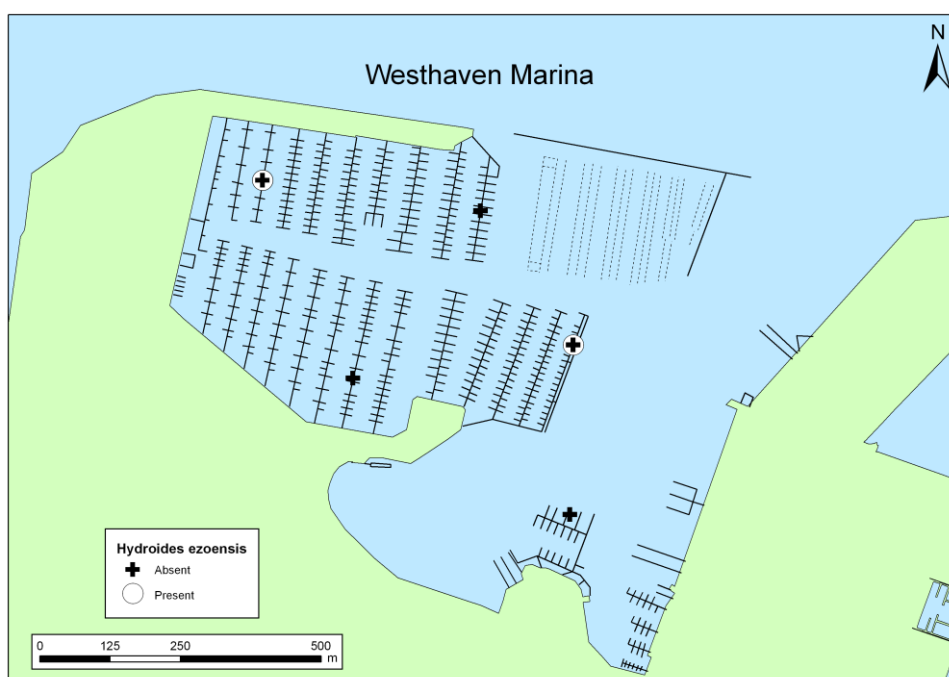 Westhaven Marina
N
Hydroides ezoensis
Absent
Present
0 125 250 500
m